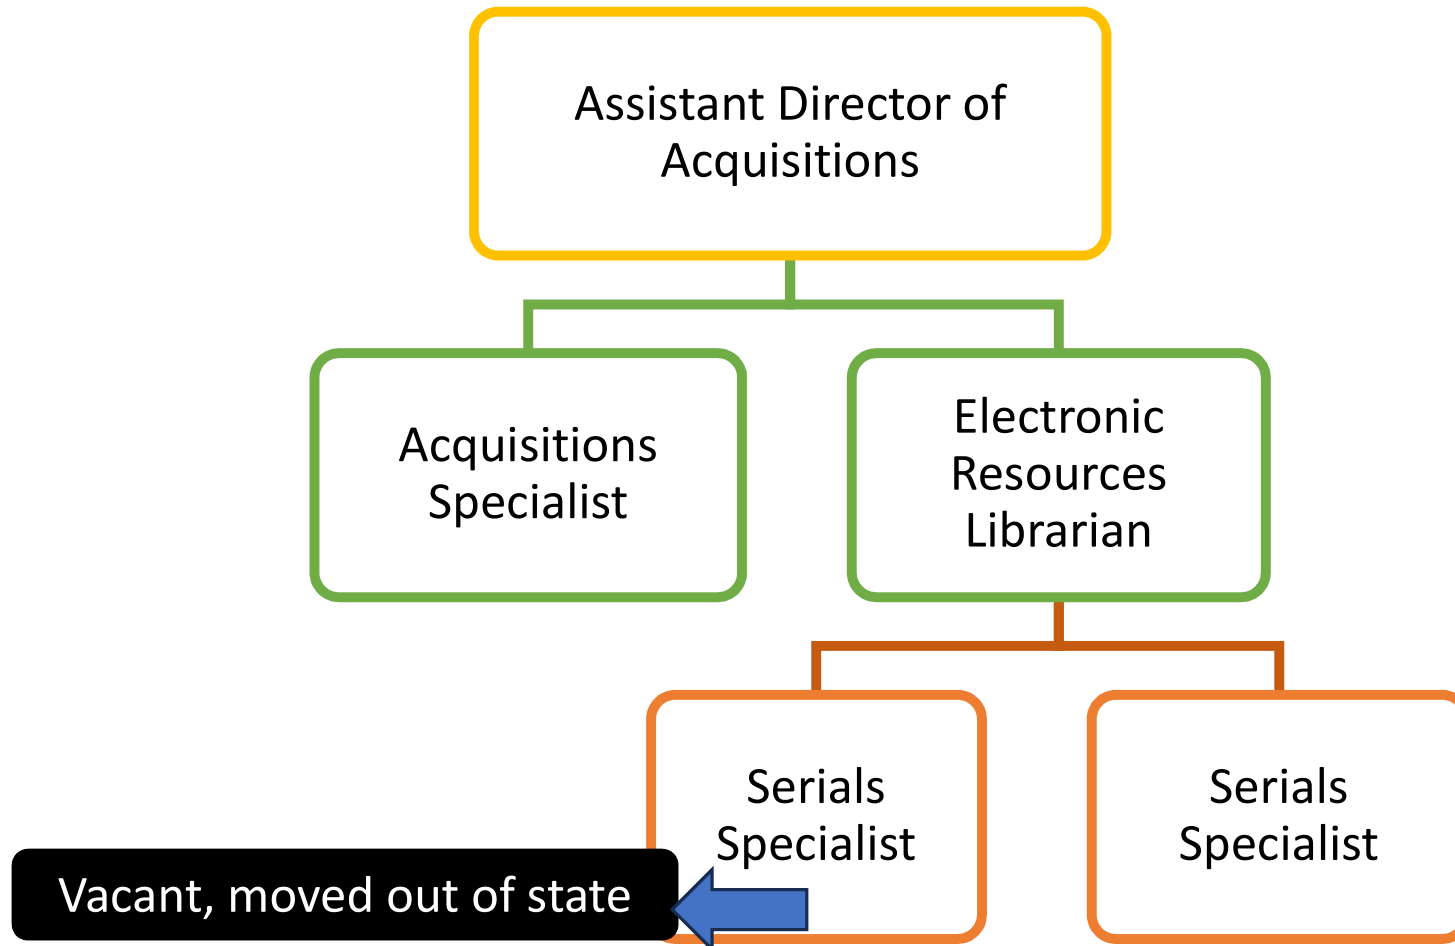 Assistant Director of
Acquisitions
Acquisitions
Specialist
Electronic
Resources
Librarian
Serials
Specialist
Serials
Specialist
Vacant, moved out of state